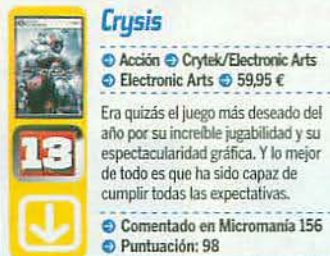 Crysis
Acción Crytek/Electronic Arts
Electronic Arts 59,95 €
Era quizás el juego más deseado del
año por su increíble jugabilidad y su
espectacularidad gráfica. Y lo mejor
de todo es que ha sido capaz de
cumplir todas las expectativas.
13
Comentado en Micromanía 156
Puntuación: 98